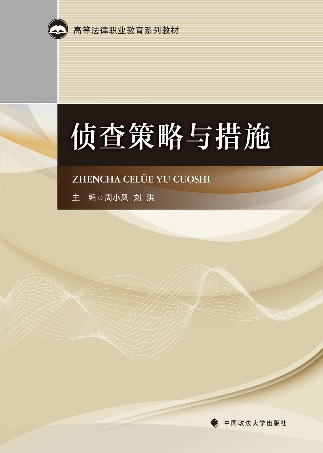 高等法律职业教育系列教材
侦查策略与措施
ZHENCHA CELÜE YU CUOSHI
主 编○周小凤 刘 洪
中国政法大学出版社